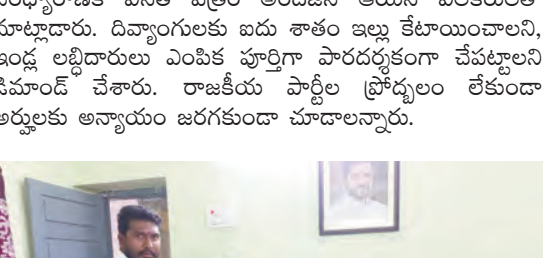 మాట్లాడారు. దివ్యాంగులకు ఐదు శాతం ఇల్లు కేటాయించాలని,
ఇండ్ల లబ్ధిదారులు ఎంపిక పూర్తిగా పారదర్శకంగా చేపట్టాలని
డిమాండ్ చేశారు. రాజకీయ పార్టీల ప్రోద్బలం లేకుండా
అర్హులకు అన్యాయం జరగకుండా చూడాలన్నారు.